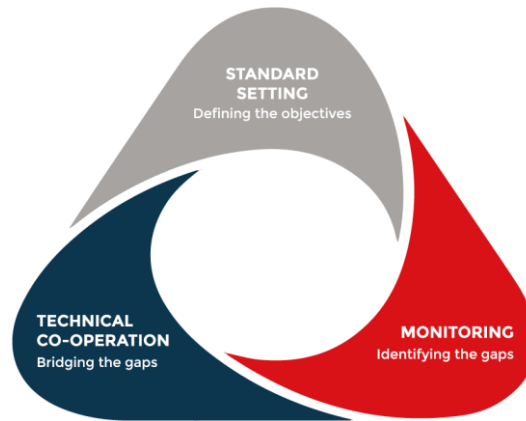 STANDARD
SETTING
Defining the objectives
TECHNICAL
CO-OPERATION
Bridging the gaps
MONITORING
Identifying the gaps